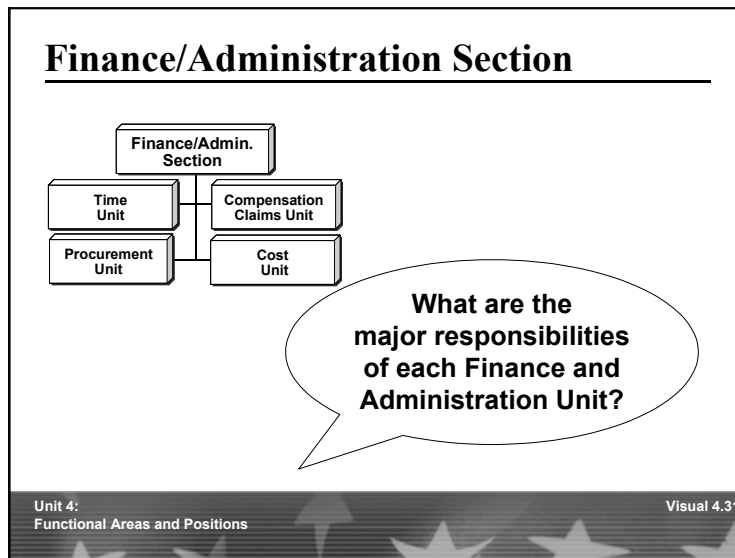 Finance/Administration Section
Finance/Admin.
Section
Time
Unit
Compensation
Claims Unit
Procurement
Unit
Cost
Unit
What are the
major responsibilities
of each Finance and
Administration Unit?
Unit 4:
Functional Areas and Positions
Visual 4.31